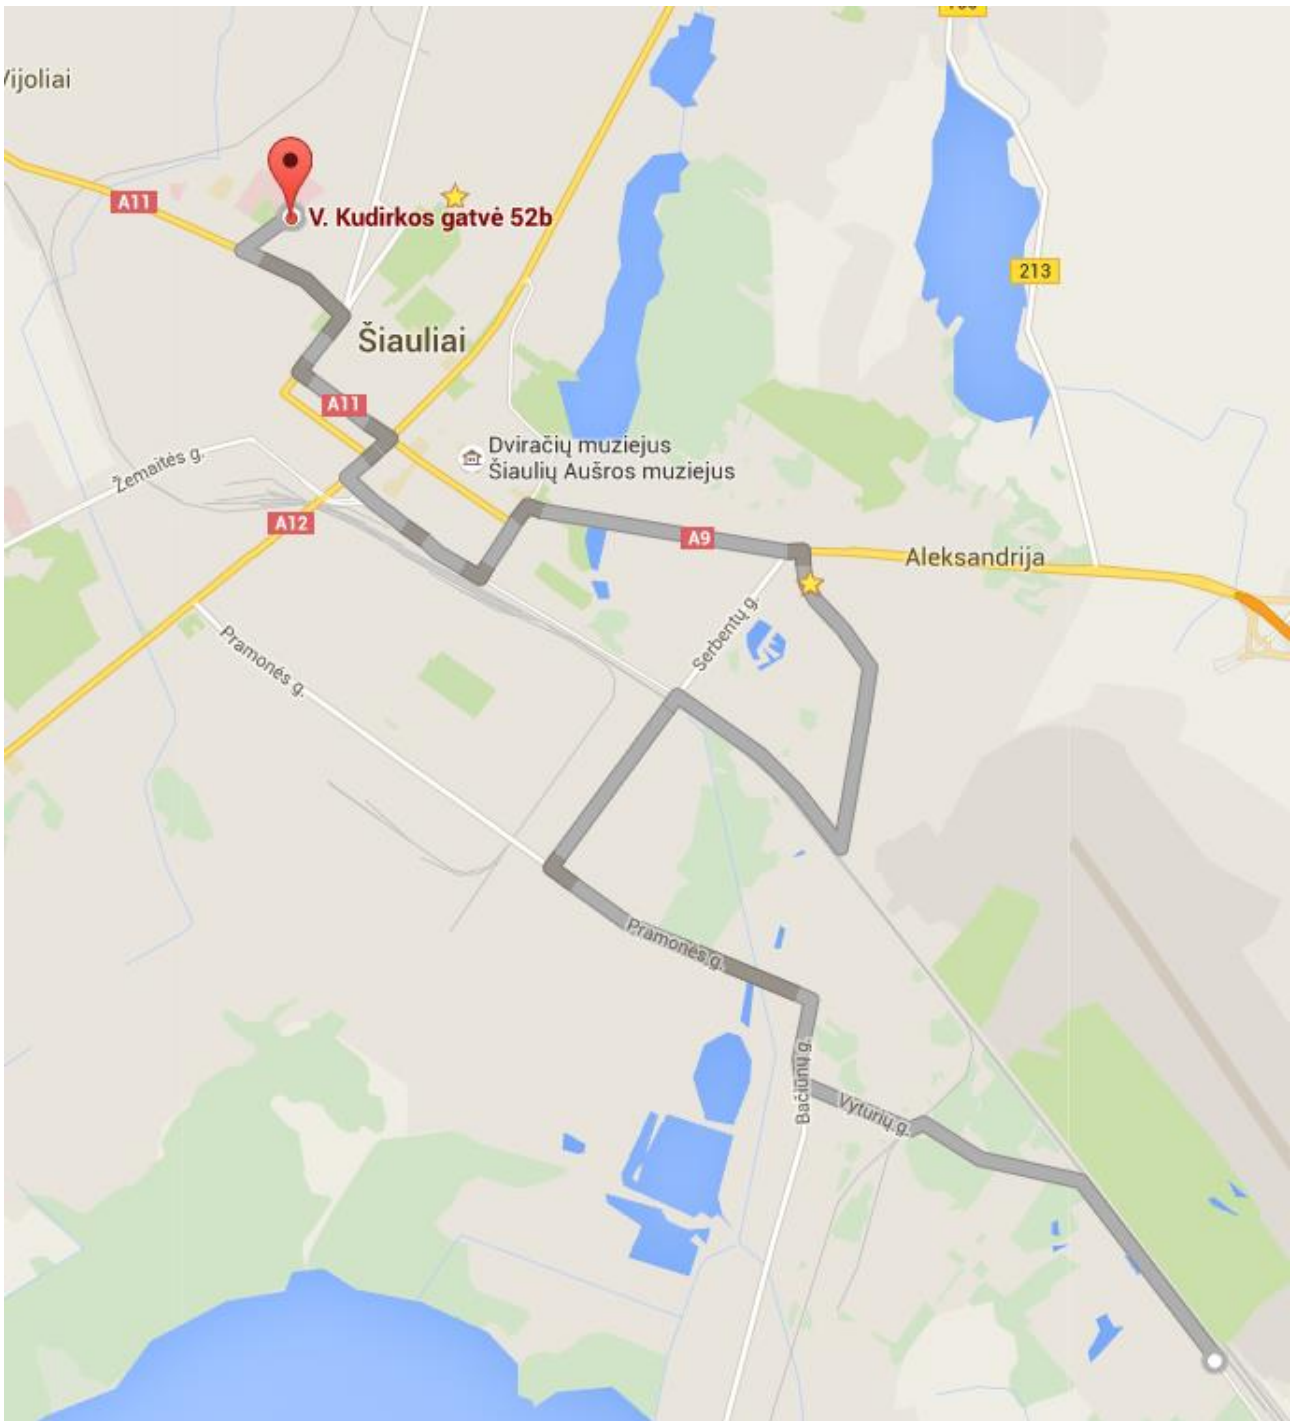 Vijoliai
A11
V. Kudirkos gatvė 52b
213
Šiauliai
A11
Dviračių muziejus
Šiaulių Aušros muziejus
Žemaitės g.
A12
A9
Aleksandrija
Serbentų g.
Pramonės g.
Pramonės g.
Bačiūnų g.
Vyturių g.